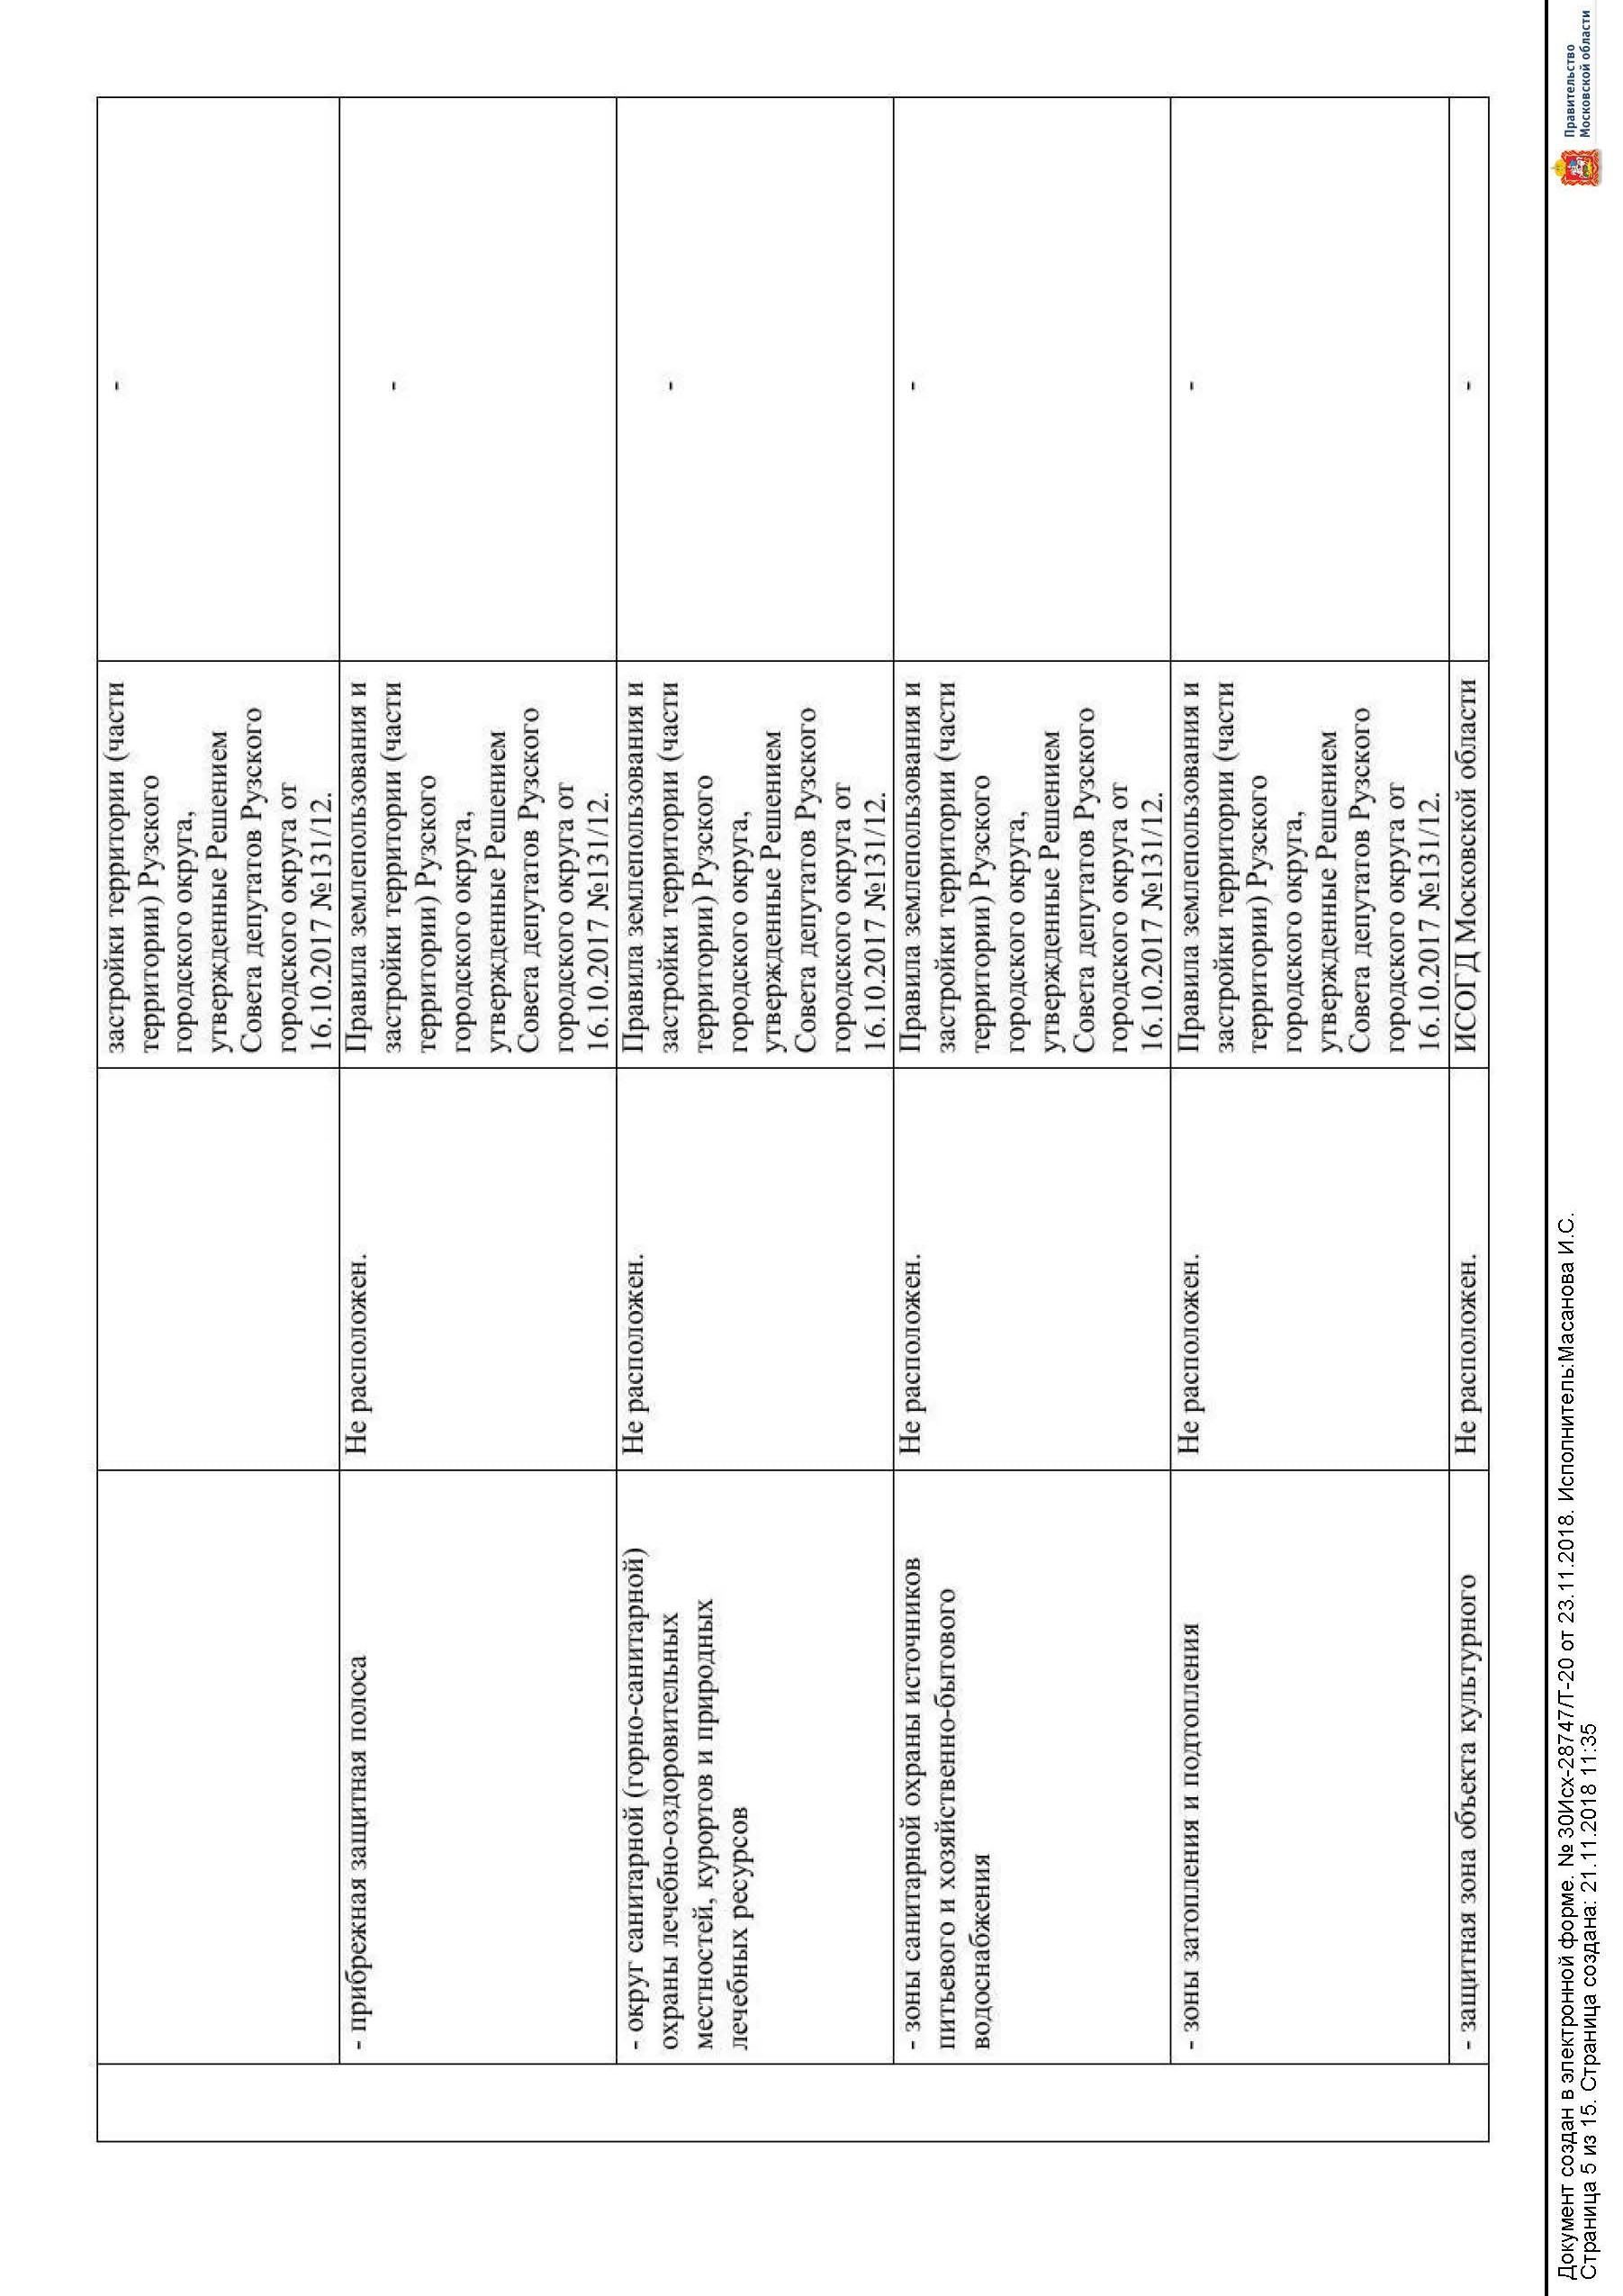 застройки территории (части
территории) Рузского
городского округа,
утвержденные Решением
Совета депутатов Рузского
городского округа от
16.10.2017 №131/12.
-
- прибрежная защитная полоса
Не расположен.
Правила землепользования и
застройки территории (части
территории) Рузского
городского округа,
утвержденные Решением
Совета депутатов Рузского
городского округа от
16.10.2017 №131/12.
-
- округ санитарной (горно-санитарной)
охраны лечебно-оздоровительных
местностей, курортов и природных
лечебных ресурсов
Не расположен.
Правила землепользования и
застройки территории (части
территории) Рузского
городского округа,
утвержденные Решением
Совета депутатов Рузского
городского округа от
16.10.2017 №131/12.
-
- зоны санитарной охраны источников
питьевого и хозяйственно-бытового
водоснабжения
Не расположен.
Правила землепользования и
застройки территории (части
территории) Рузского
городского округа,
утвержденные Решением
Совета депутатов Рузского
городского округа от
16.10.2017 №131/12.
-
- зоны затопления и подтопления
Не расположен.
Правила землепользования и
застройки территории (части
территории) Рузского
городского округа,
утвержденные Решением
Совета депутатов Рузского
городского округа от
16.10.2017 №131/12.
-
- защитная зона объекта культурного
Не расположен.
ИСОГД Московской области
-
Документ создан в электронной форме. № 30Исх-28747/Т-20 от 23.11.2018. Исполнитель:Масанова И.С.
Страница 5 из 15. Страница создана: 21.11.2018 11:35
Правительство
Московской области